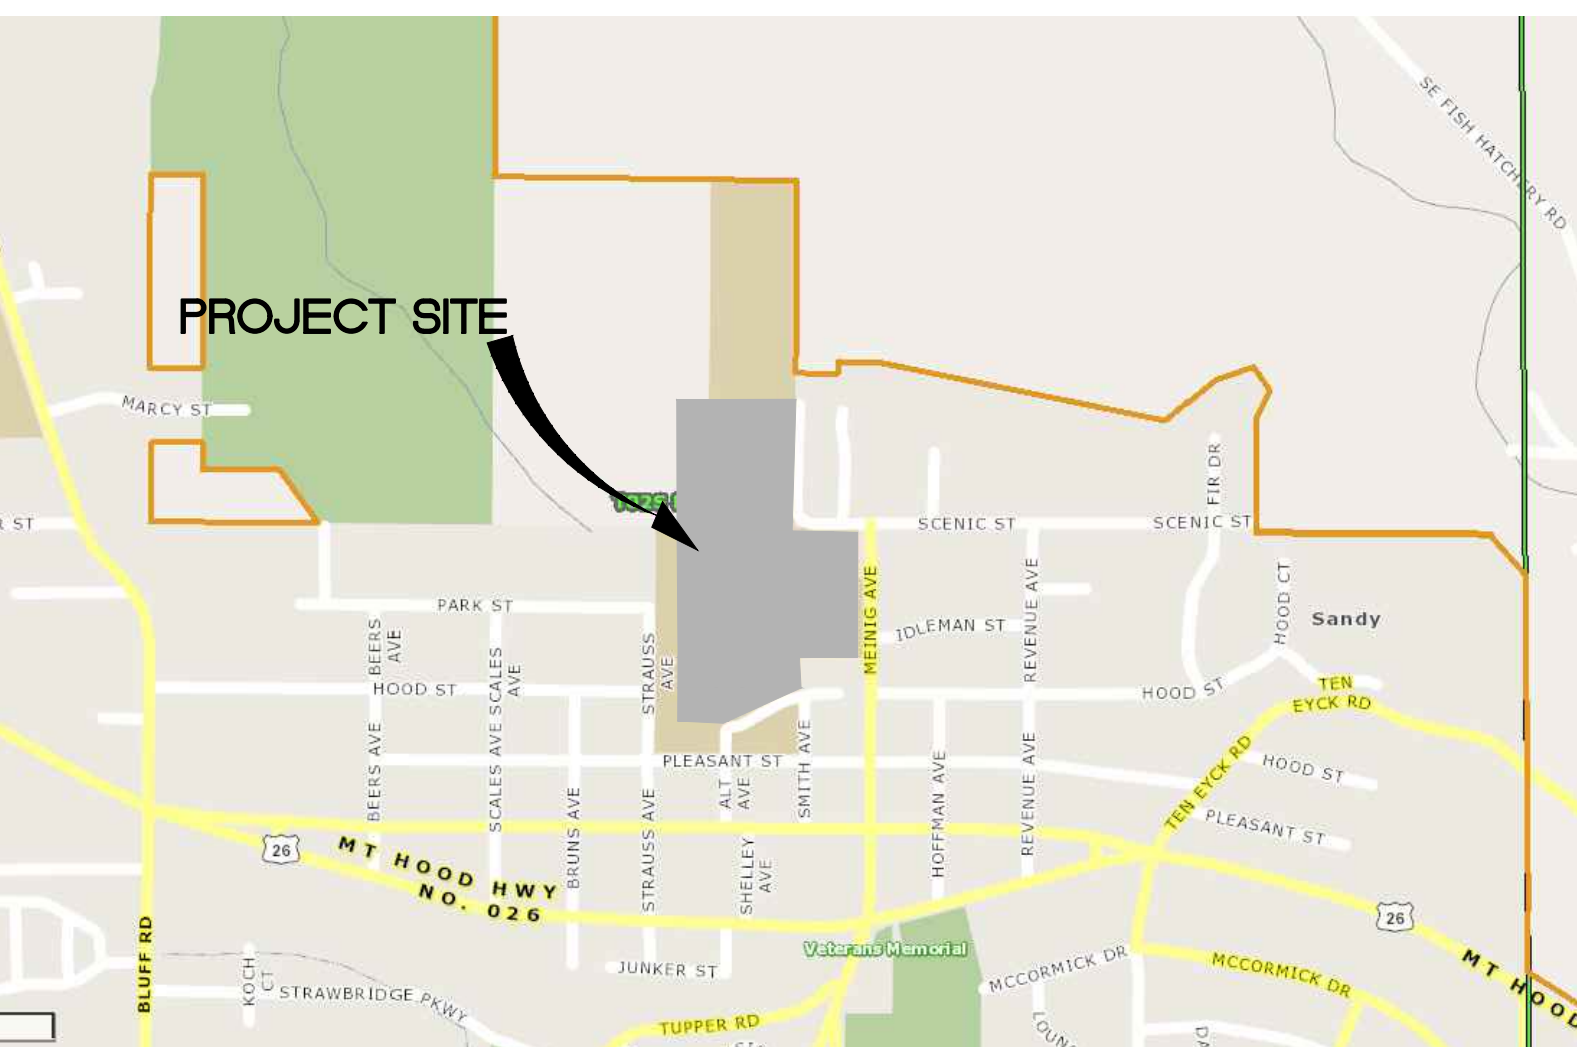 SE FISH HATCHERY RD
PROJECT SITE
MARCY ST
FIR DR
ST
SCENIC ST
SCENIC ST
PARK ST
BEERS
AVE
SCALES
AVE
STRAUSS
AVE
MEINIG AVE
IDLEMAN ST
REVENUE AVE
HOOD CT
Sandy
HOOD ST
HOOD ST
TEN
EYCK RD
BEERS AVE
SCALES AVE
PLEASANT ST
ALT
AVE
SMITH AVE
HOFFMAN AVE
REVENUE AVE
TEN EYCK RD
HOOD ST
PLEASANT ST
26
MT HOOD HWY
NO. 026
BRUNS AVE
STRAUSS AVE
SHELLEY
AVE
26
BLUFF RD
Veterans Memorial
JUNKER ST
KOCH
CT
STRAWBRIDGE PKWY
MCCORMICK DR
MCCORMICK DR
MT HOOD
TUPPER RD